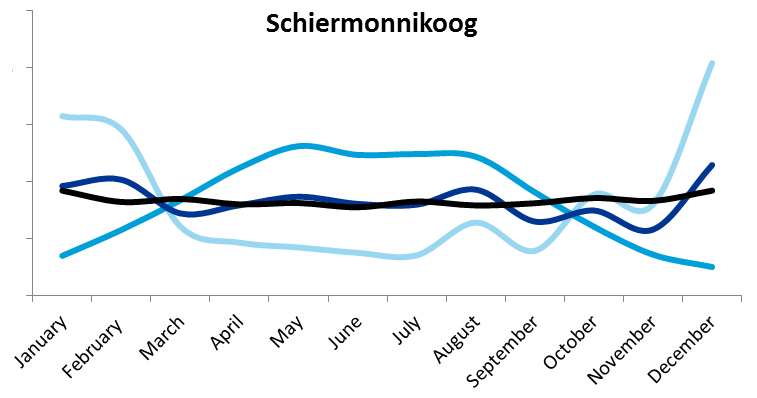 Schiermonnikoog
January
February
March
April
May
June
July
August
September
October
November
December